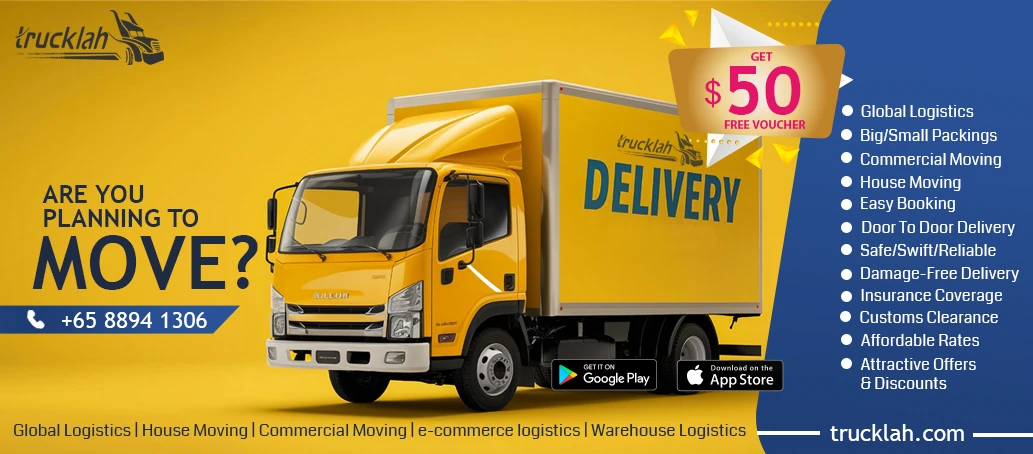 trucklah
GET
$50
FREE VOUCHER
trucklah
DELIVERY
ARE YOU
PLANNING TO
MOVE?
+65 8894 1306
GET IT ON
Google Play
Download on the
App Store
Global Logistics
Big/Small Packings
Commercial Moving
House Moving
Easy Booking
Door To Door Delivery
Safe/Swift/Reliable
Damage-Free Delivery
Insurance Coverage
Customs Clearance
Affordable Rates
Attractive Offers
& Discounts
Global Logistics | House Moving | Commercial Moving | e-commerce logistics | Warehouse Logistics
trucklah.com